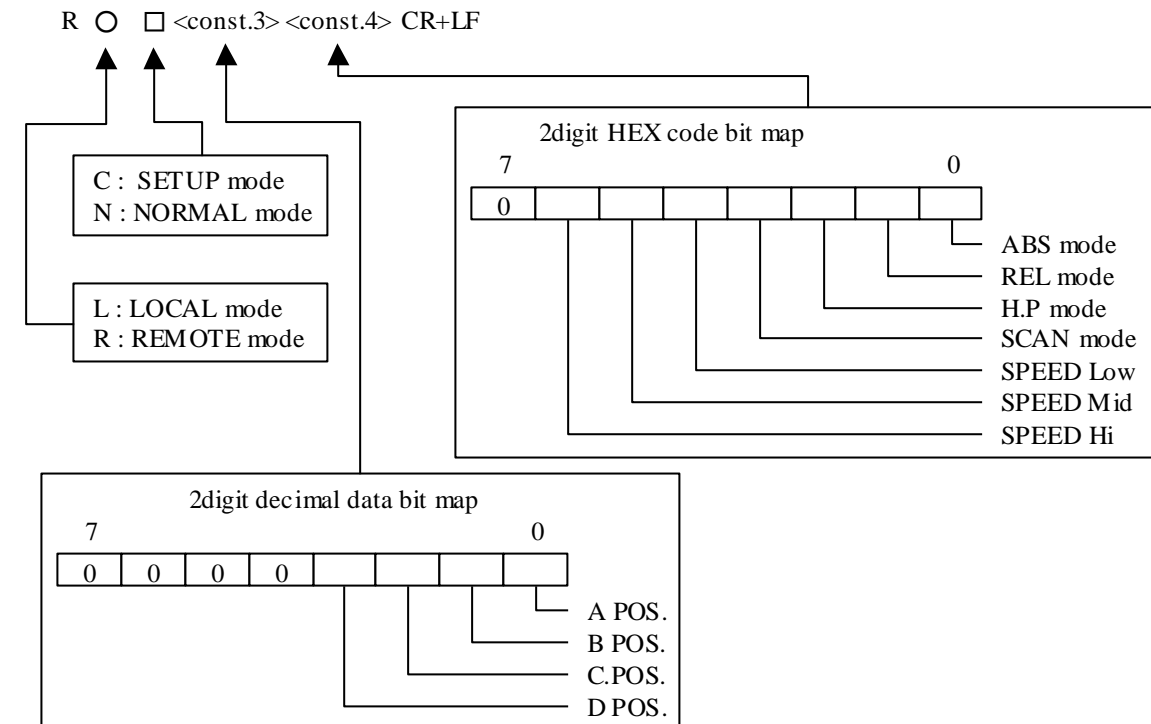 R ○ □ <const.3> <const.4> CR+LF
C : SETUP mode
N : NORMAL mode
L : LOCAL mode
R : REMOTE mode
2digit HEX code bit map
7 0
0
ABS mode
REL mode
H.P mode
SCAN mode
SPEED Low
SPEED Mid
SPEED Hi
2digit decimal data bit map
7 0
0 0 0 0
A POS.
B POS.
C.POS.
D POS.